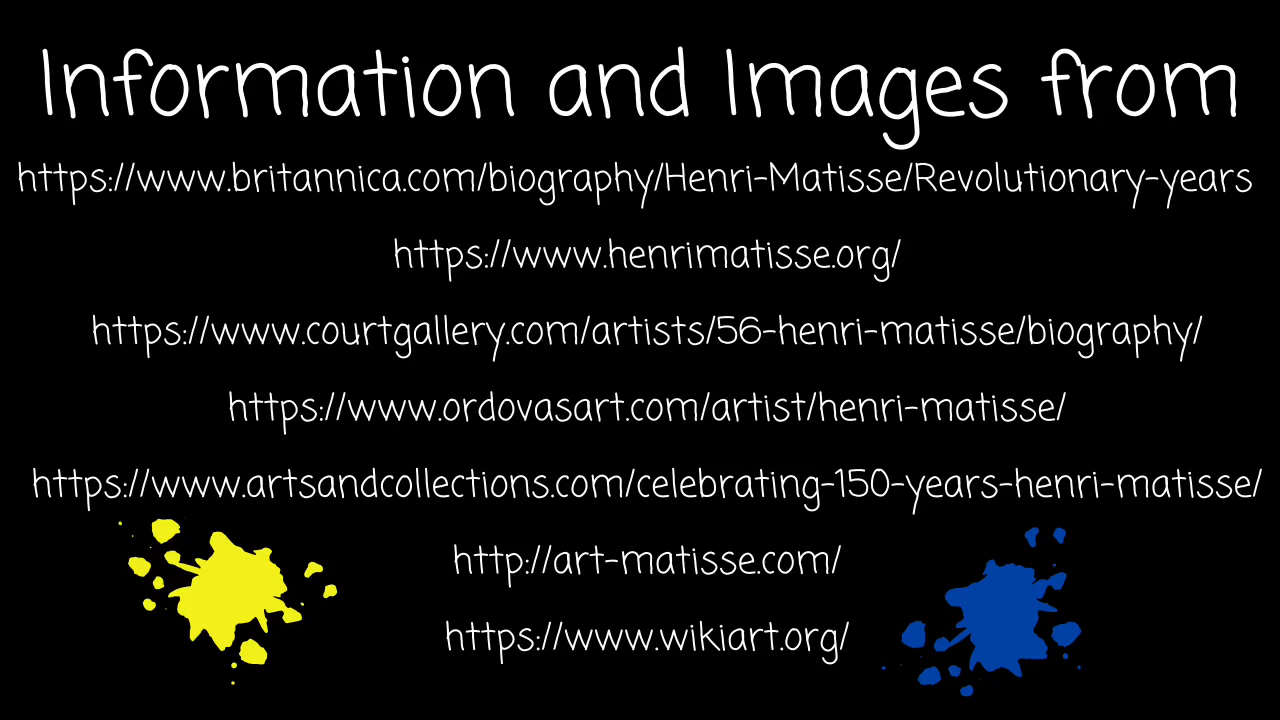 Information and Images from
https://www.britannica.com/biography/Henri-Matisse/Revolutionary-years
https://www.henrimatisse.org/
https://www.courtgallery.com/artists/56-henri-matisse/biography/
https://www.ordovasart.com/artist/henri-matisse/
https://www.artsandcollections.com/celebrating-150-years-henri-matisse/
http://art-matisse.com/
https://www.wikiart.org/